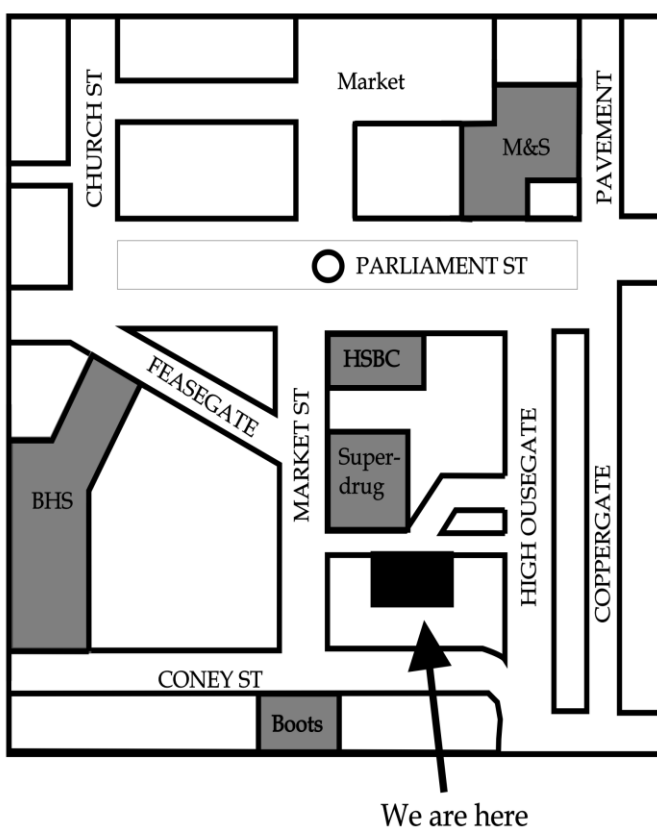 Market
CHURCH ST
M&S
PAVEMENT
PARLIAMENT ST
HSBC
FEASEGATE
MARKET ST
Super-
drug
BHS
HIGH OUSEGATE
COPPERGATE
CONEY ST
Boots
We are here